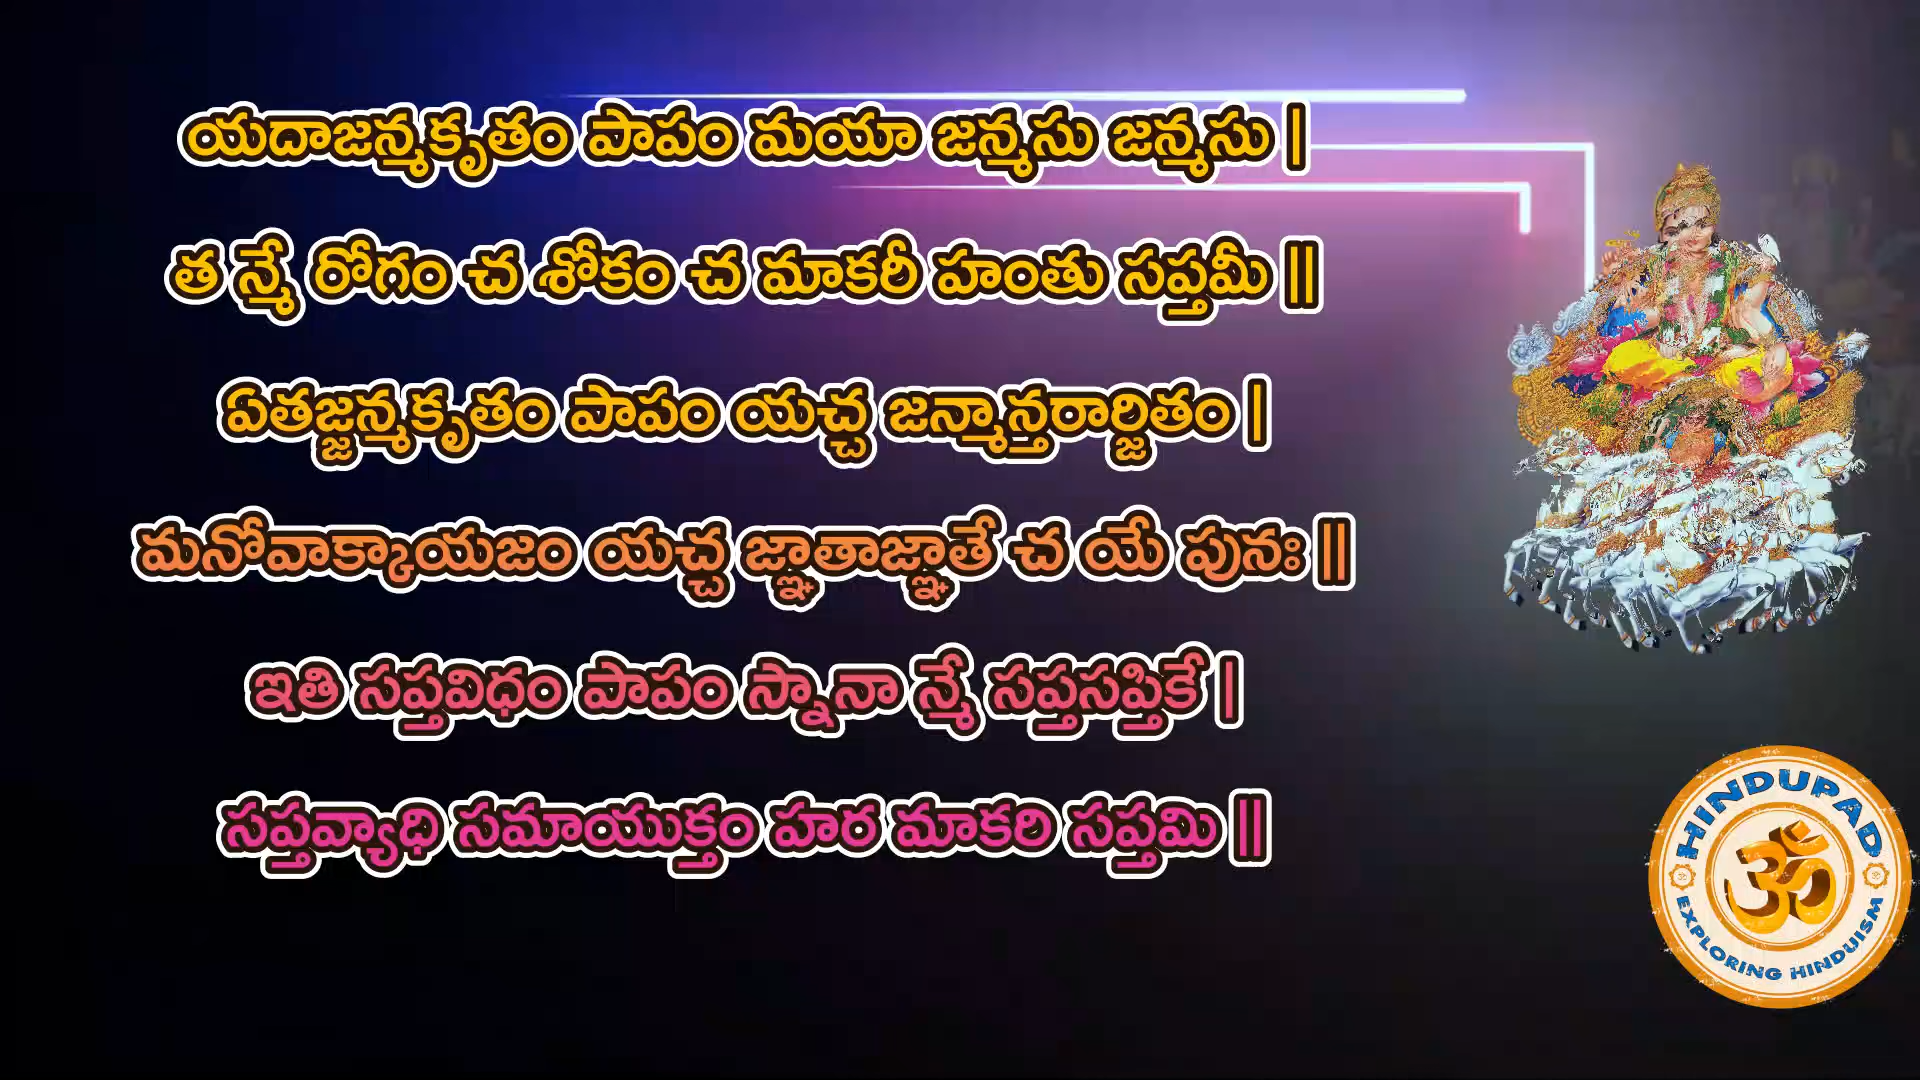 యదాజన్మకృతం పాపం మయా జన్మసు జన్మసు |
త న్మే రోగం చ శోకం చ మాకరీ హంతు సప్తమీ ||
ఏతజ్జన్మకృతం పాపం యచ్చ జన్మాన్తరార్జితం |
మనోవాక్కాయజం యచ్చ జ్ఞాతాజ్ఞాతే చ యే పునః ||
ఇతి సప్తవిధం పాపం స్నానా న్మే సప్తసప్తికే |
సప్తవ్యాధి సమాయుక్తం హర మాకరి సప్తమి ||
HINDUPAD
ॐ
EXPLORING HINDUISM